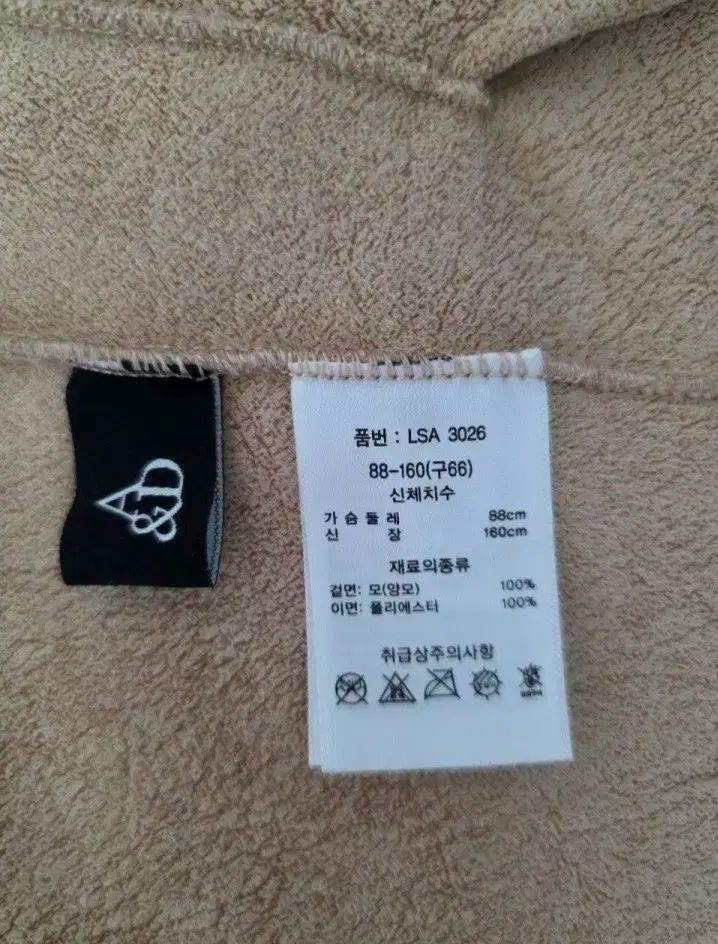 A&D
품번 : LSA 3026
88-160(구66)
신체치수
가 슴 둘 레 88cm
신 장 160cm
재료의종류
겉면: 모(양모) 100%
이면: 폴리에스터 100%
취급상주의사항